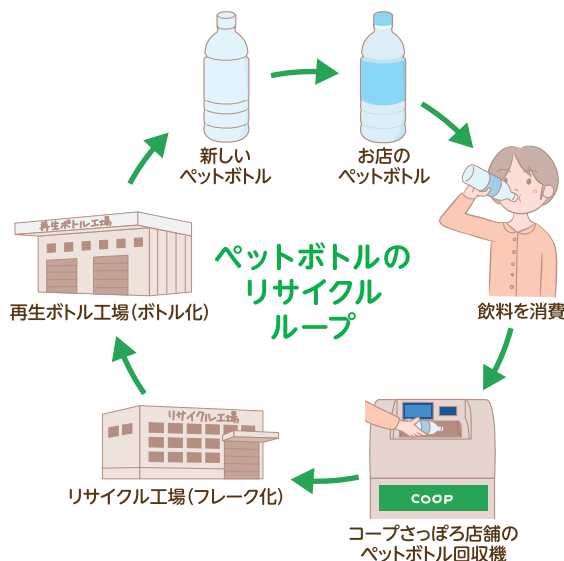 新しい
ペットボトル
お店の
ペットボトル
飲料を消費
コープさっぽろ店舗の
ペットボトル回収機
COOP
リサイクル工場(フレーク化)
リサイクル工場
再生ボトル工場(ボトル化)
再生ボトル工場
ペットボトルの
リサイクル
ループ